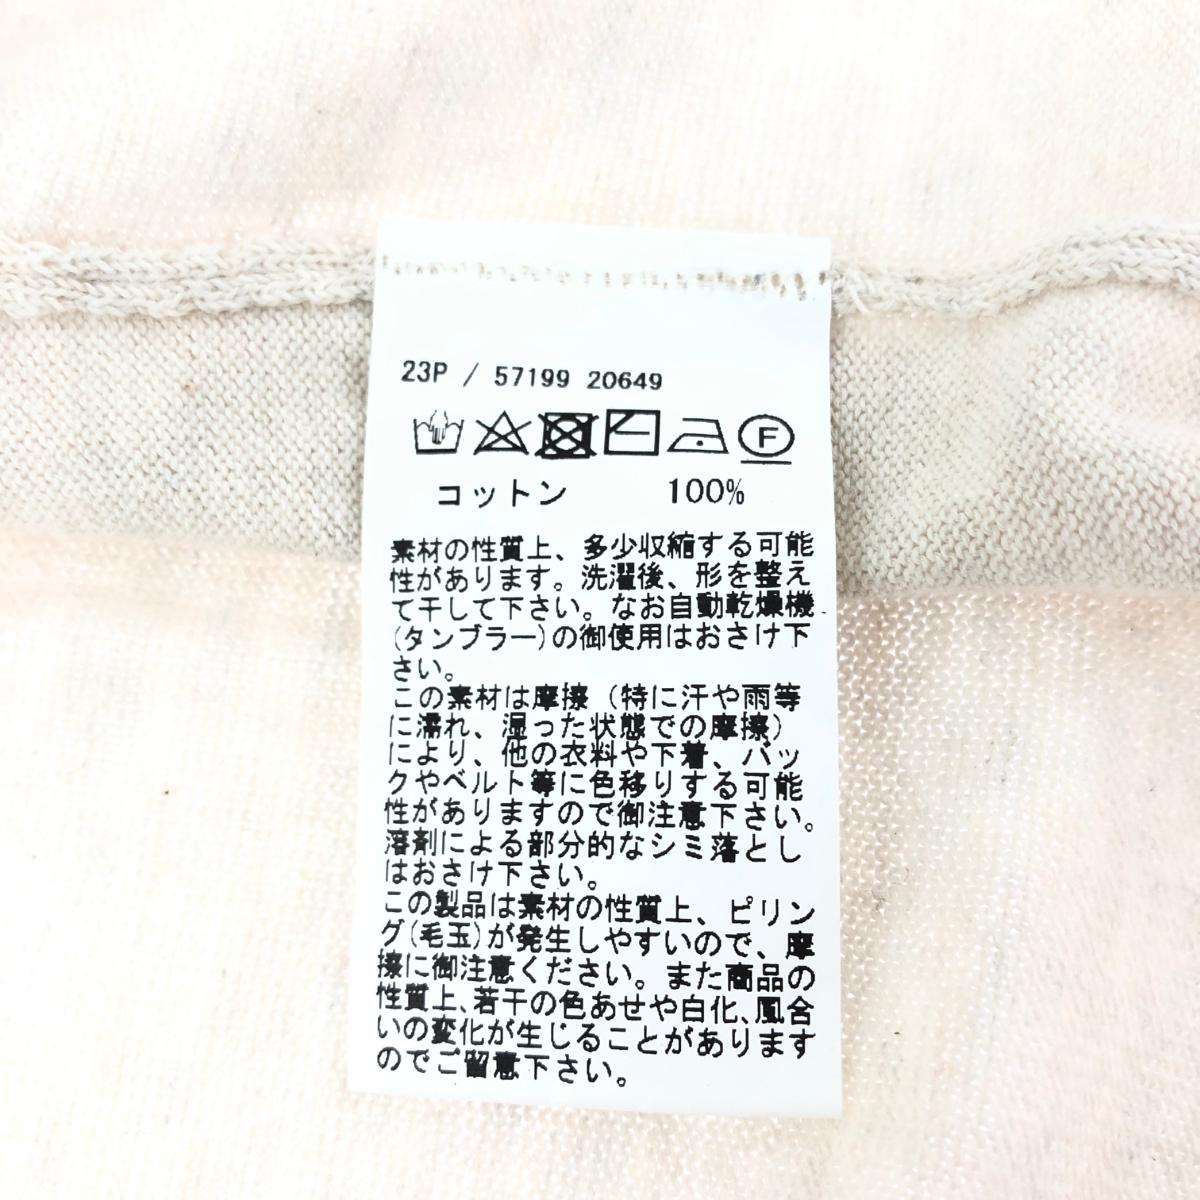 23P / 57199 20649
F
コットン 100%
素材の性質上、多少収縮する可能
性があります。洗濯後、形を整え
て干して下さい。なお自動乾燥機
(タンブラー)の御使用はおさけ下
さい。
この素材は摩擦（特に汗や雨等
に濡れ、湿った状態での摩擦）
により、他の衣料や下着、バッ
クやベルト等に色移りする可能
性がありますので御注意下さい。
溶剤による部分的なシミ落とし
はおさけ下さい。
この製品は素材の性質上、ピリン
グ(毛玉)が発生しやすいので、摩
擦に御注意ください。また商品の
性質上、若干の色あせや白化、風合
いの変化が生じることがあります
のでご留意下さい。